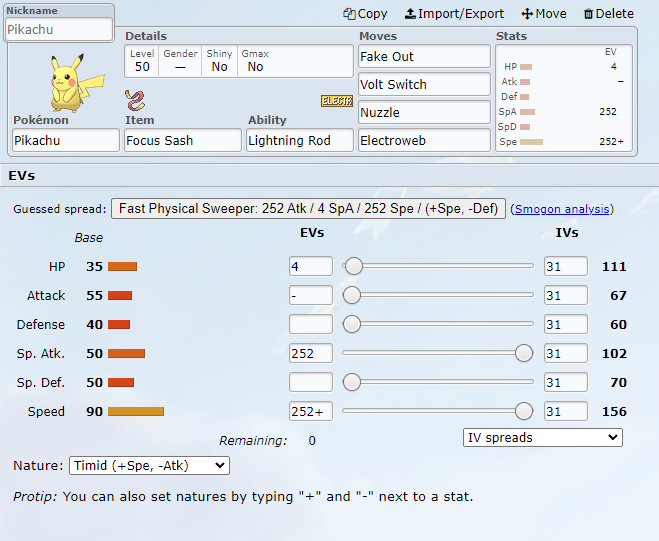 Nickname
Pikachu
Copy Import/Export Move Delete
Details
Level Gender Shiny Gmax
50 — No No
ELECTR
Pokémon
Pikachu
Item
Focus Sash
Ability
Lightning Rod
Moves
Fake Out
Volt Switch
Nuzzle
Electroweb
Stats
EV
HP 4
Atk –
Def
SpA 252
SpD
Spe 252+
EVs
Guessed spread: Fast Physical Sweeper: 252 Atk / 4 SpA / 252 Spe / (+Spe, -Def) (Smogon analysis)
Base EVs IVs
HP 35 4 31 111
Attack 55 - 31 67
Defense 40 31 60
Sp. Atk. 50 252 31 102
Sp. Def. 50 31 70
Speed 90 252+ 31 156
Remaining: 0 IV spreads
Nature: Timid (+Spe, -Atk)
Protip: You can also set natures by typing "+" and "-" next to a stat.